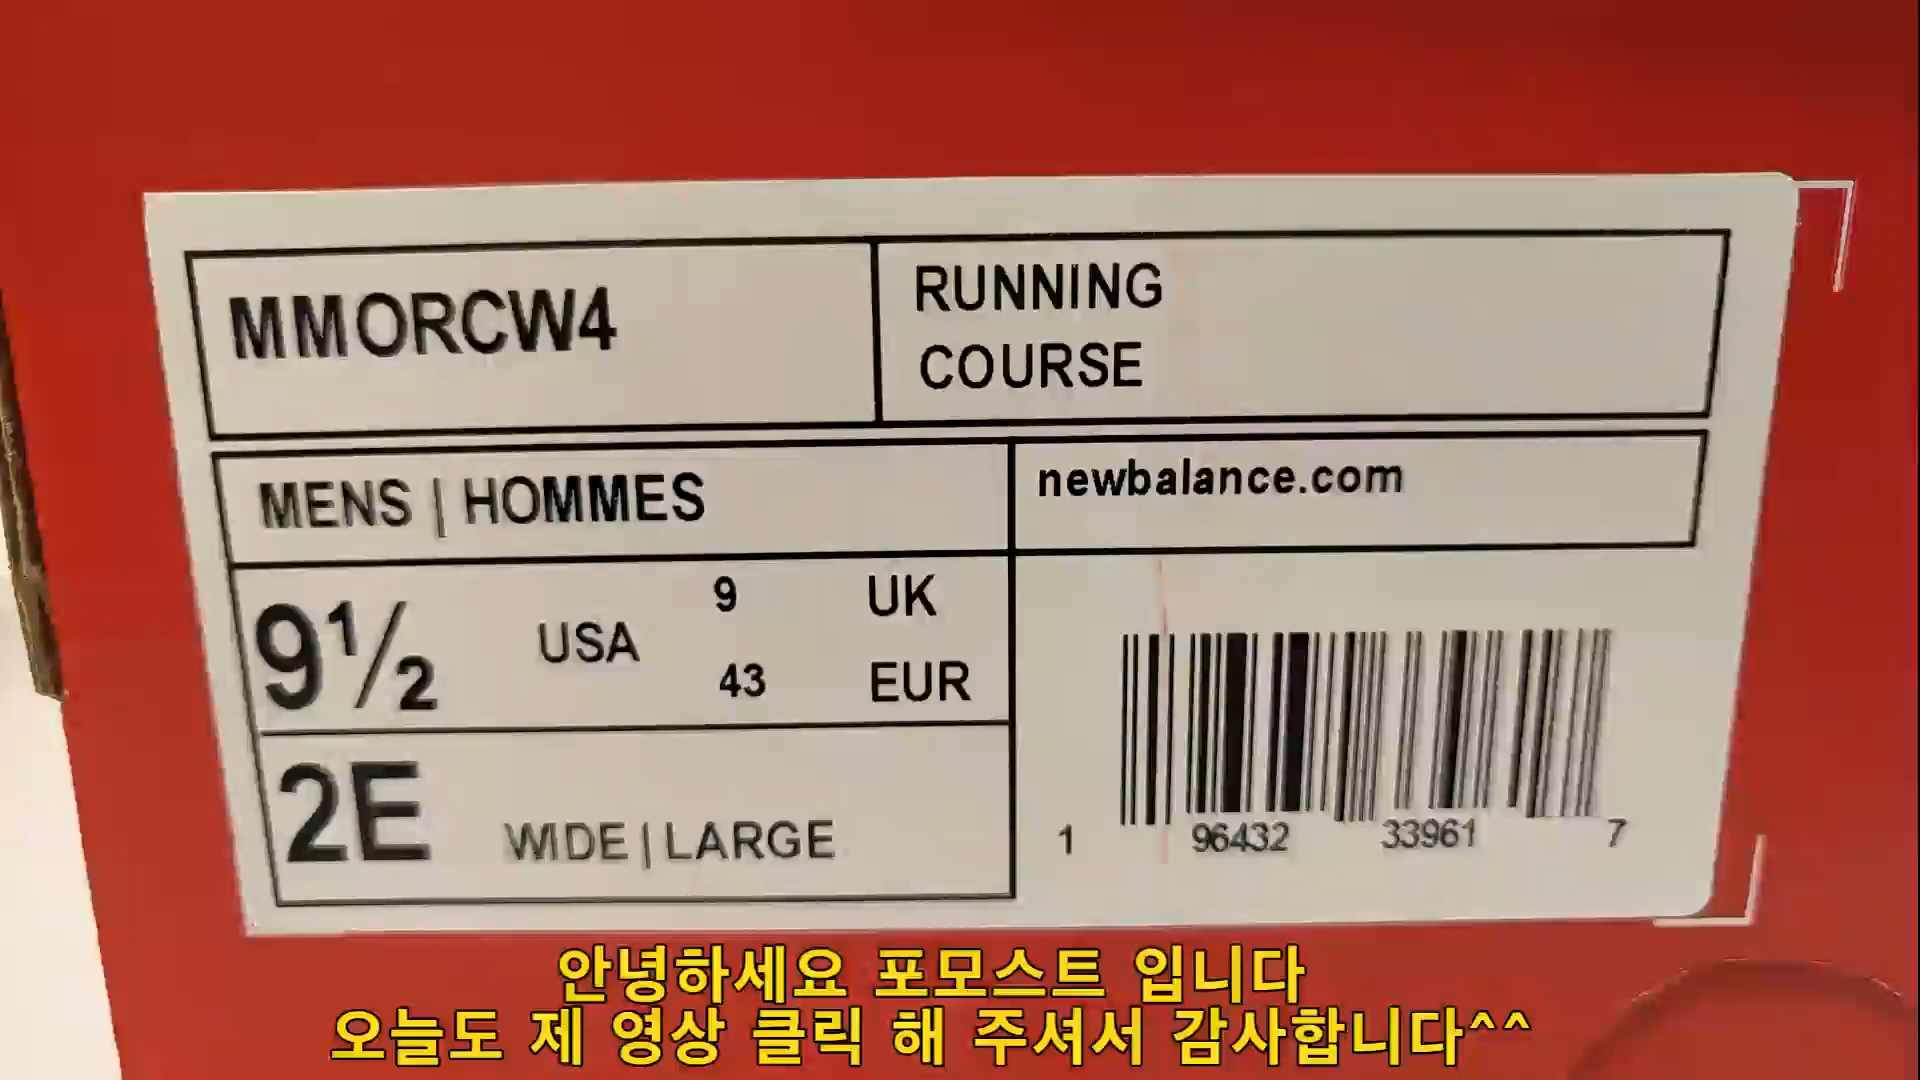 MMORCW4
RUNNING
COURSE
MENS | HOMMES
newbalance.com
9½ USA
9 UK
43 EUR
2E WIDE | LARGE
1 96432 33961 7
안녕하세요 포모스트 입니다
오늘도 제 영상 클릭 해 주셔서 감사합니다^^